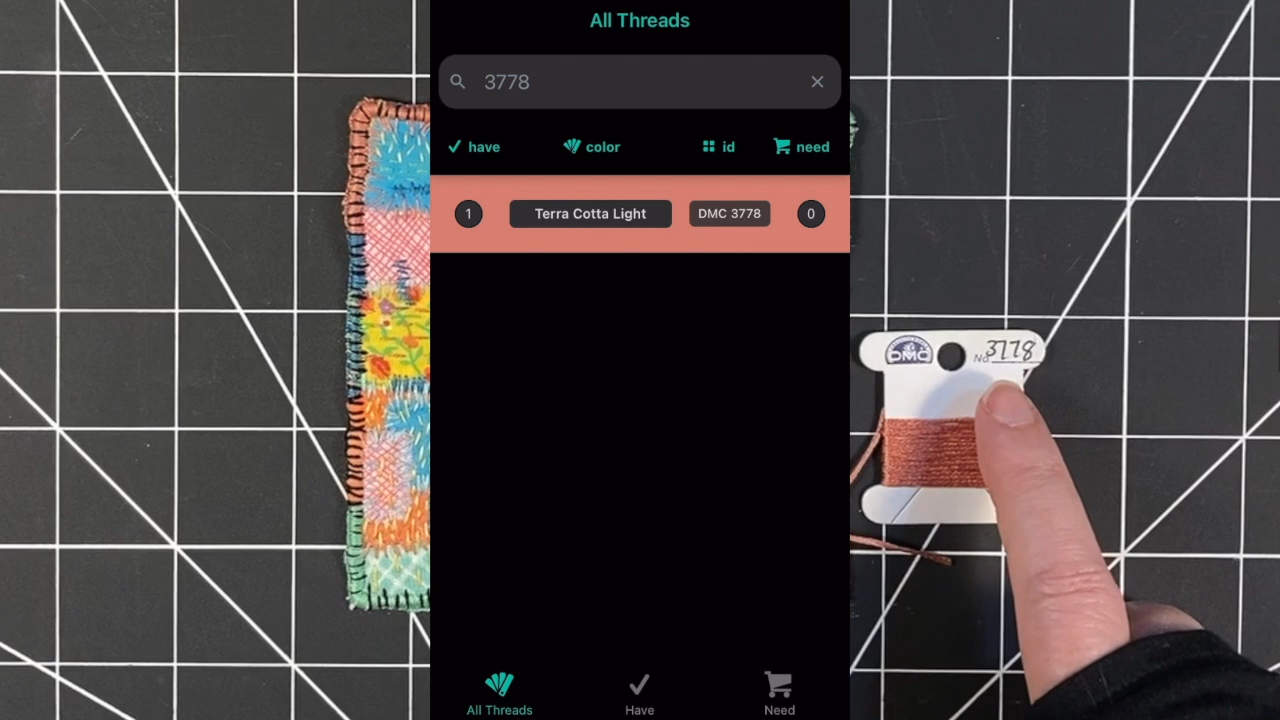 All Threads
3778
have color id need
1 Terra Cotta Light DMC 3778 0
DMC No 3778
All Threads Have Need